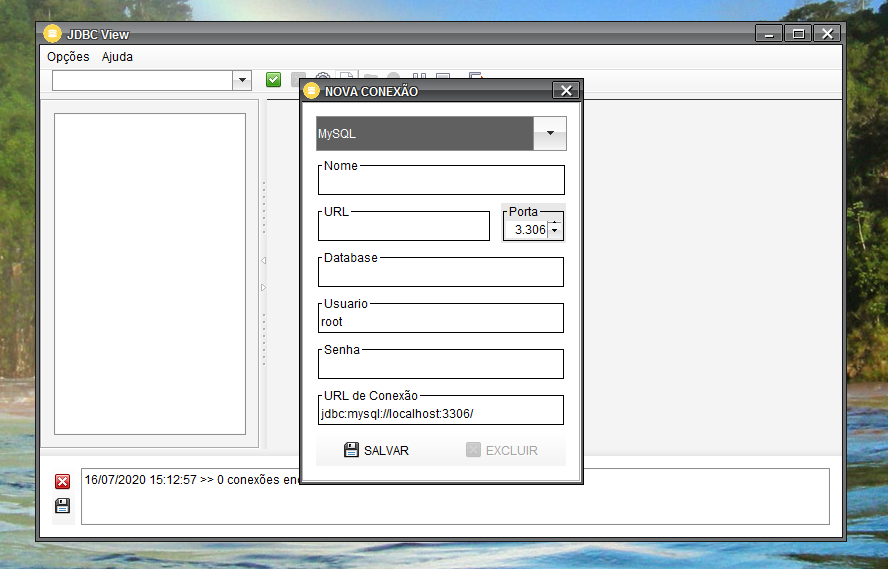 JDBC View
Opções Ajuda
NOVA CONEXÃO
MySQL
Nome
URL
Porta
3.306
Database
Usuario
root
Senha
URL de Conexão
jdbc:mysql://localhost:3306/
SALVAR EXCLUIR
16/07/2020 15:12:57 >> 0 conexões